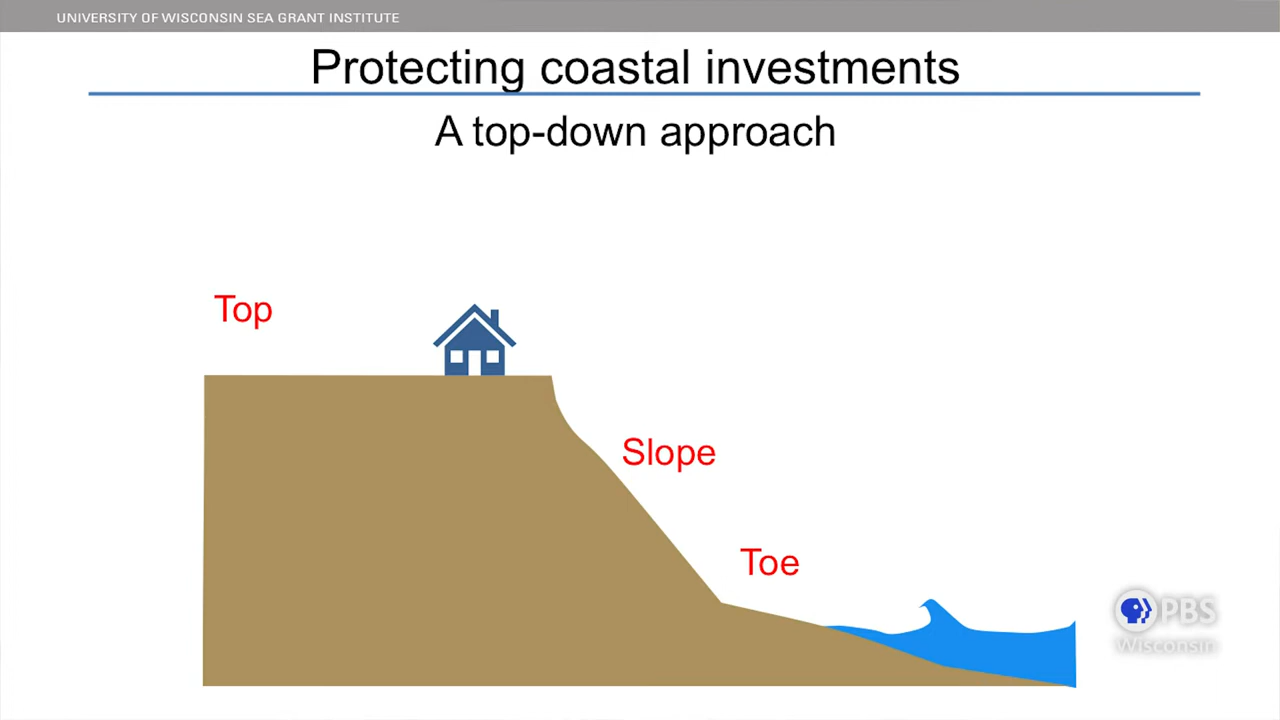 UNIVERSITY OF WISCONSIN SEA GRANT INSTITUTE
Protecting coastal investments
A top-down approach
Top
Slope
Toe
PBS
Wisconsin